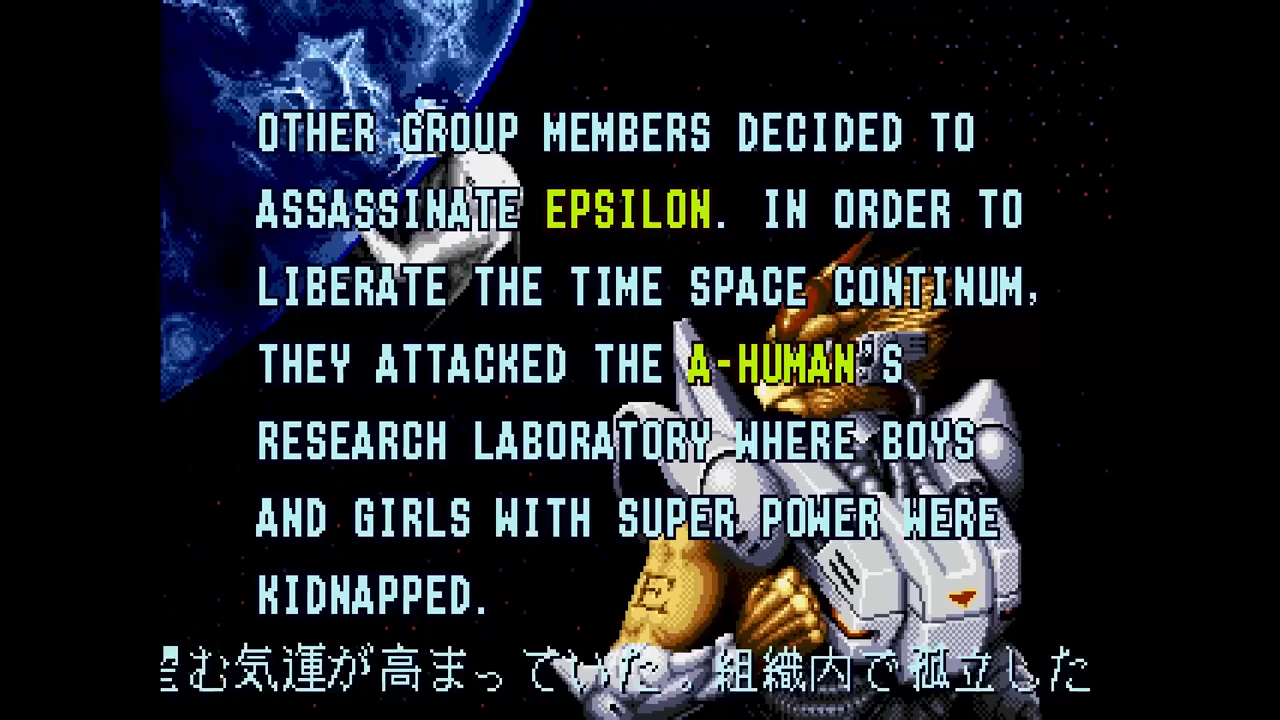 OTHER GROUP MEMBERS DECIDED TO
ASSASSINATE EPSILON. IN ORDER TO
LIBERATE THE TIME SPACE CONTINUM,
THEY ATTACKED THE A-HUMAN'S
RESEARCH LABORATORY WHERE BOYS
AND GIRLS WITH SUPER POWER WERE
KIDNAPPED.
む気運が高まっていた。組織内で孤立した
E